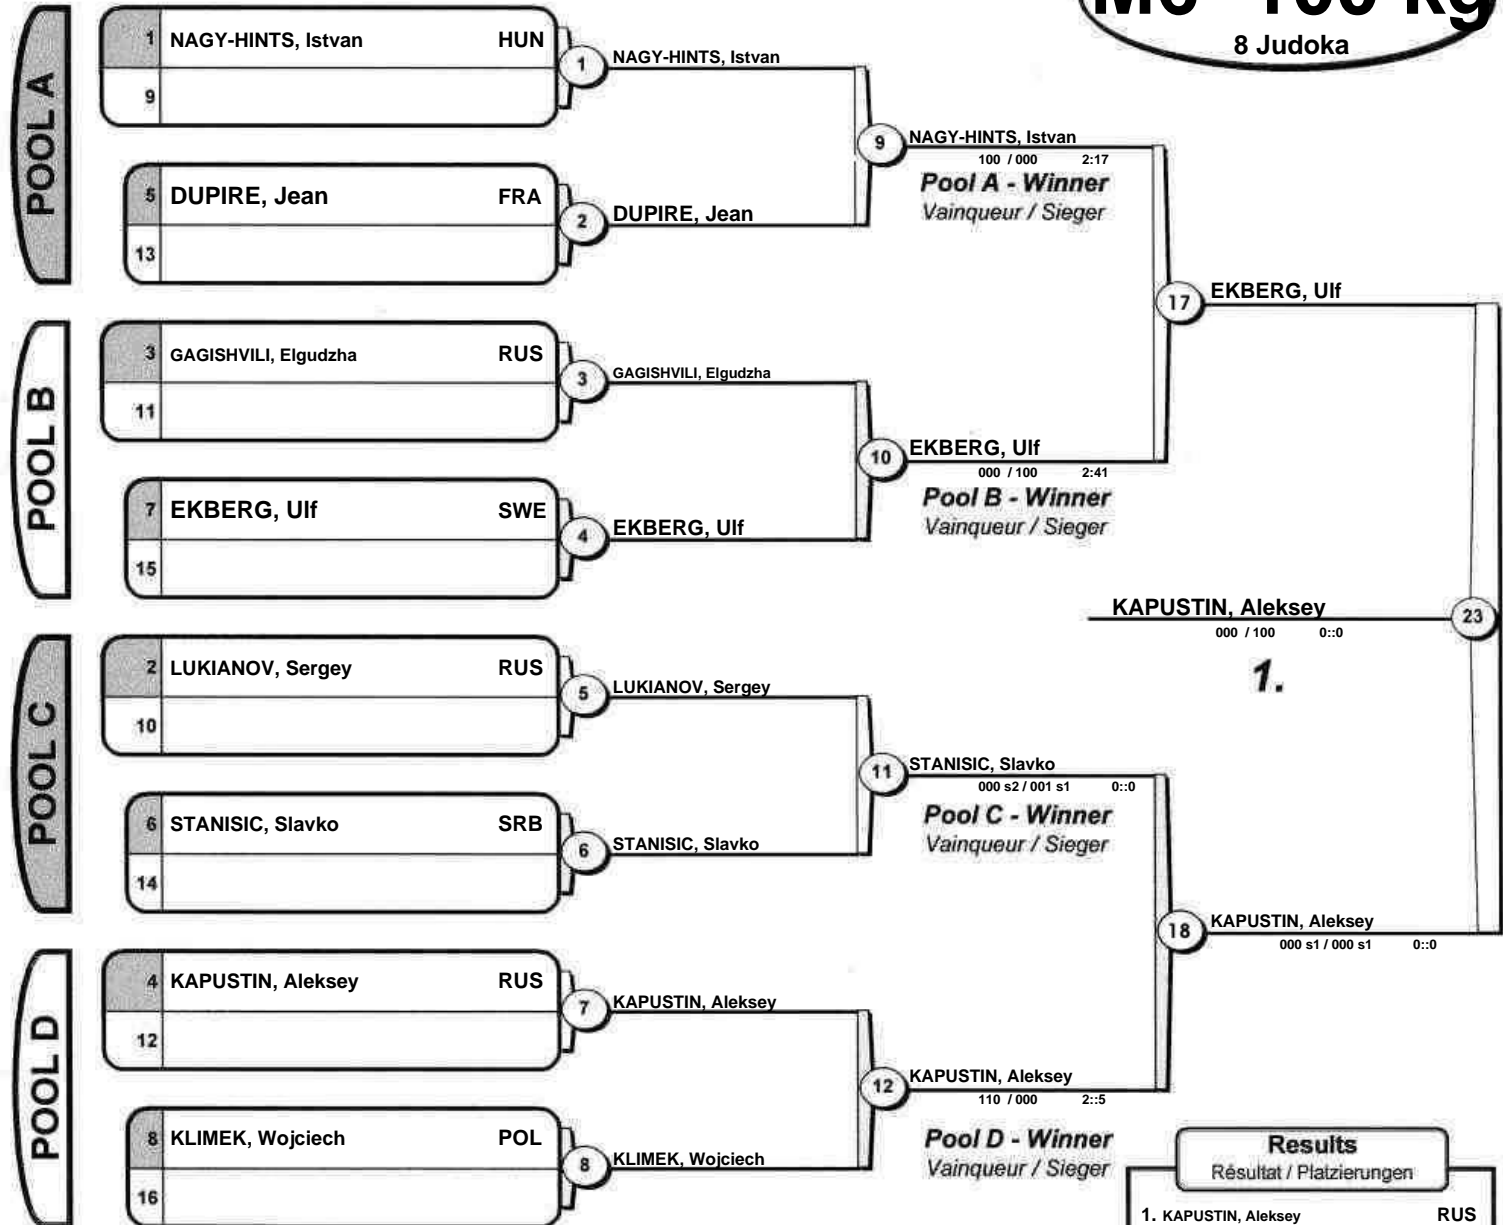 8 Judoka
POOL A
1 NAGY-HINTS, Istvan HUN
9
1 NAGY-HINTS, Istvan
5 DUPIRE, Jean FRA
13
2 DUPIRE, Jean
9 NAGY-HINTS, Istvan
100 / 000 2:17
Pool A - Winner
Vainqueur / Sieger
POOL B
3 GAGISHVILI, Elgudzha RUS
11
3 GAGISHVILI, Elgudzha
7 EKBERG, Ulf SWE
15
4 EKBERG, Ulf
10 EKBERG, Ulf
000 / 100 2:41
Pool B - Winner
Vainqueur / Sieger
17 EKBERG, Ulf
KAPUSTIN, Aleksey 23
000 / 100 0::0
1.
POOL C
2 LUKIANOV, Sergey RUS
10
5 LUKIANOV, Sergey
6 STANISIC, Slavko SRB
14
6 STANISIC, Slavko
11 STANISIC, Slavko
000 s2 / 001 s1 0::0
Pool C - Winner
Vainqueur / Sieger
18 KAPUSTIN, Aleksey
000 s1 / 000 s1 0::0
POOL D
4 KAPUSTIN, Aleksey RUS
12
7 KAPUSTIN, Aleksey
8 KLIMEK, Wojciech POL
16
8 KLIMEK, Wojciech
12 KAPUSTIN, Aleksey
110 / 000 2::5
Pool D - Winner
Vainqueur / Sieger
Results
Résultat / Platzierungen
1. KAPUSTIN, Aleksey RUS